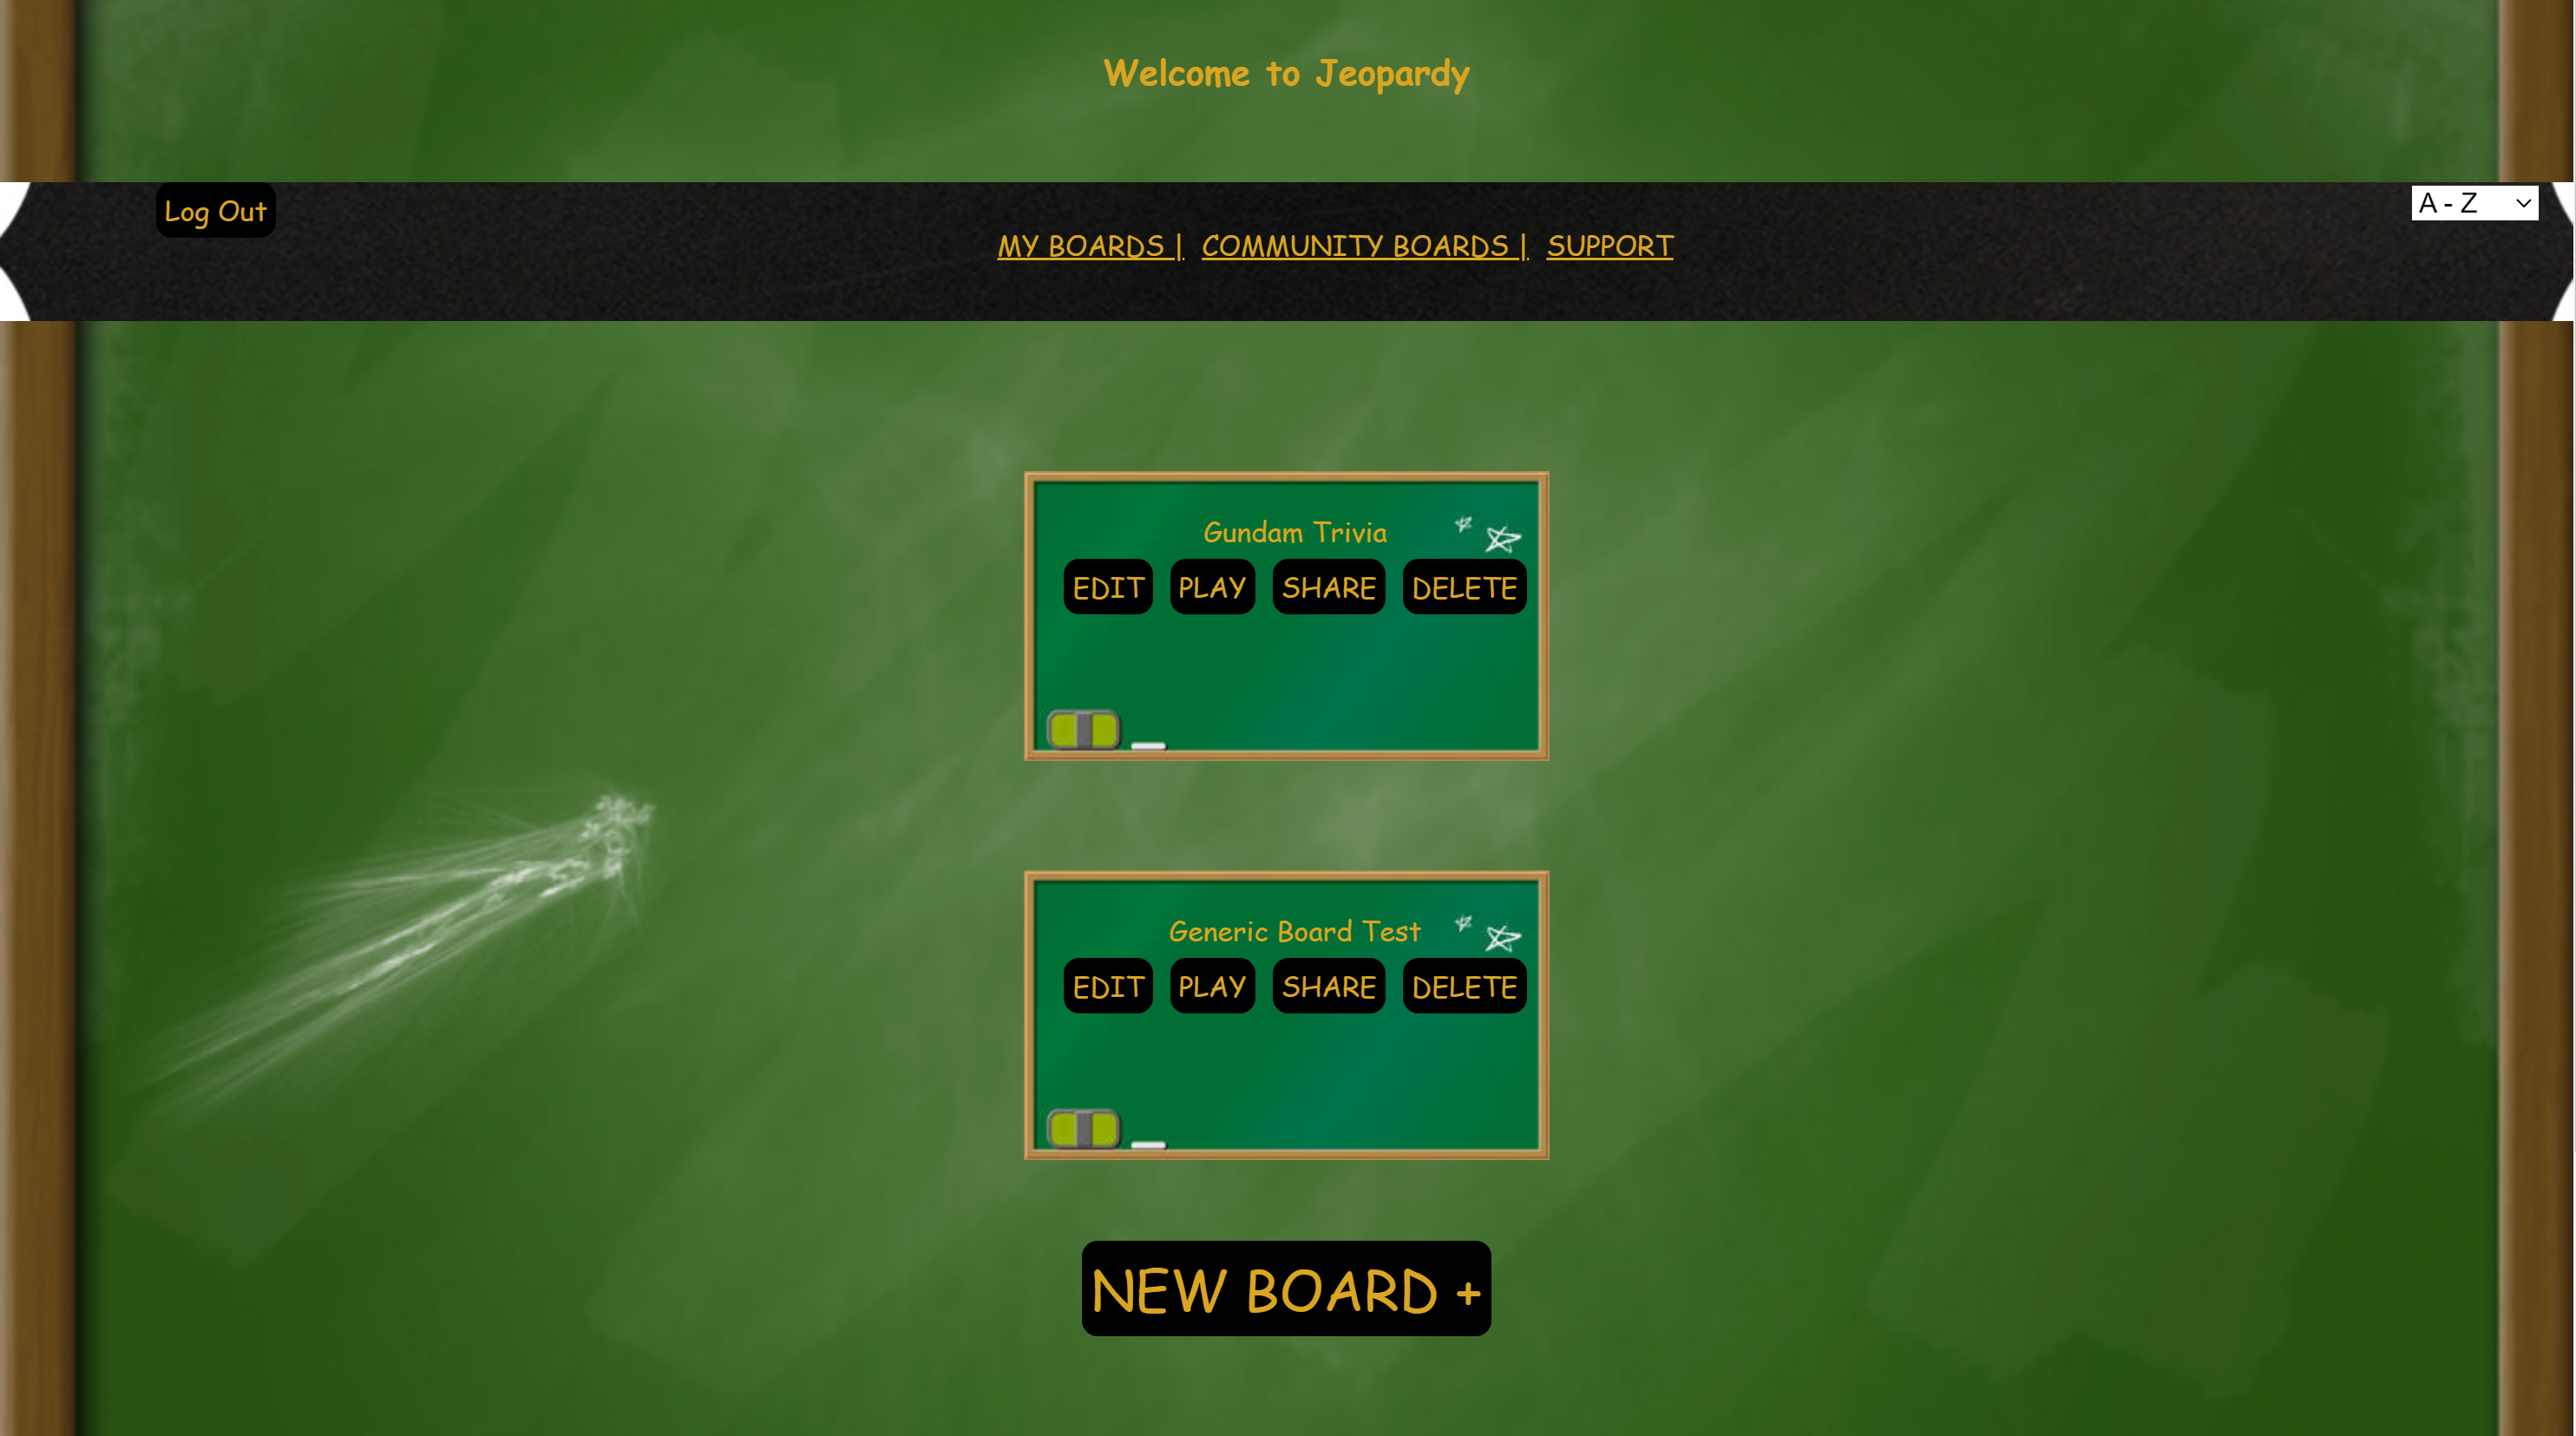 Welcome to Jeopardy
Log Out
A - Z
MY BOARDS | COMMUNITY BOARDS | SUPPORT
Gundam Trivia
EDIT PLAY SHARE DELETE
Generic Board Test
EDIT PLAY SHARE DELETE
NEW BOARD +